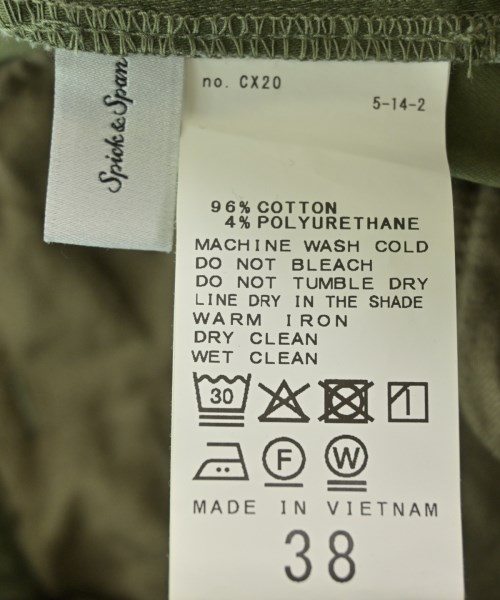 Spick & Span
no. CX20
5-14-2
96% COTTON
4% POLYURETHANE
MACHINE WASH COLD
DO NOT BLEACH
DO NOT TUMBLE DRY
LINE DRY IN THE SHADE
WARM IRON
DRY CLEAN
WET CLEAN
30
F W
MADE IN VIETNAM
38